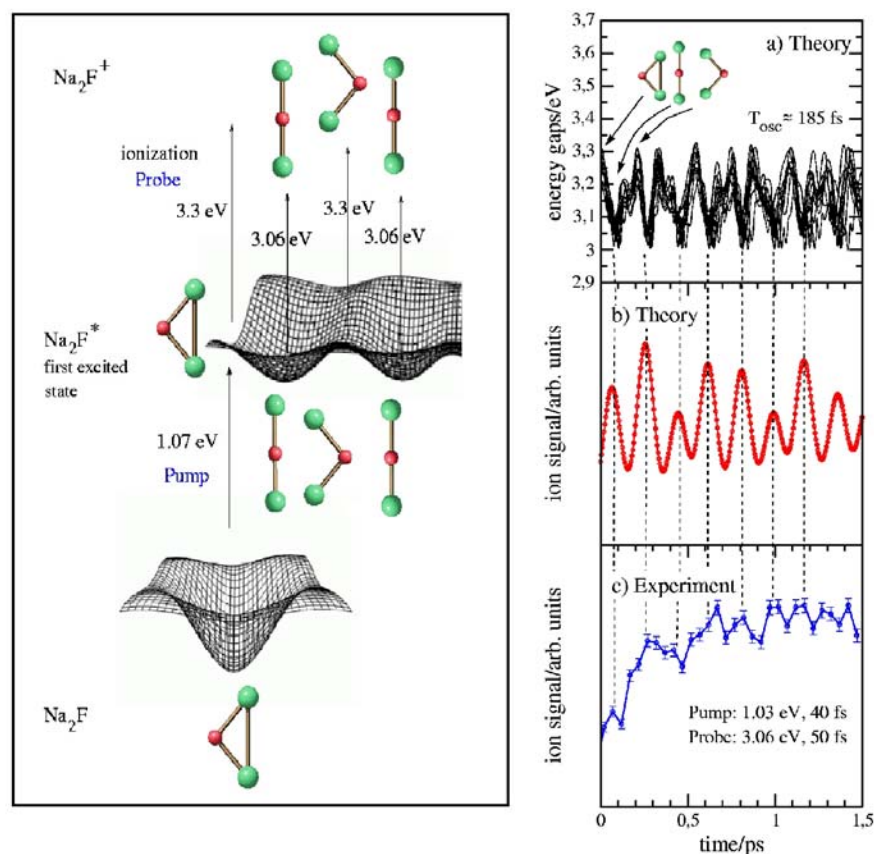 Na₂F⁺
ionization
Probe
3.3 eV
3.3 eV
3.06 eV
3.06 eV
Na₂F*
first excited
state
1.07 eV
Pump
Na₂F
a) Theory
Tosc ≈ 185 fs
energy gaps/eV
3,7
3,6
3,5
3,4
3,3
3,2
3,1
3
2,9
b) Theory
ion signal/arb. units
c) Experiment
ion signal/arb. units
Pump: 1.03 eV, 40 fs
Probe: 3.06 eV, 50 fs
0 0,5 1 1,5
time/ps